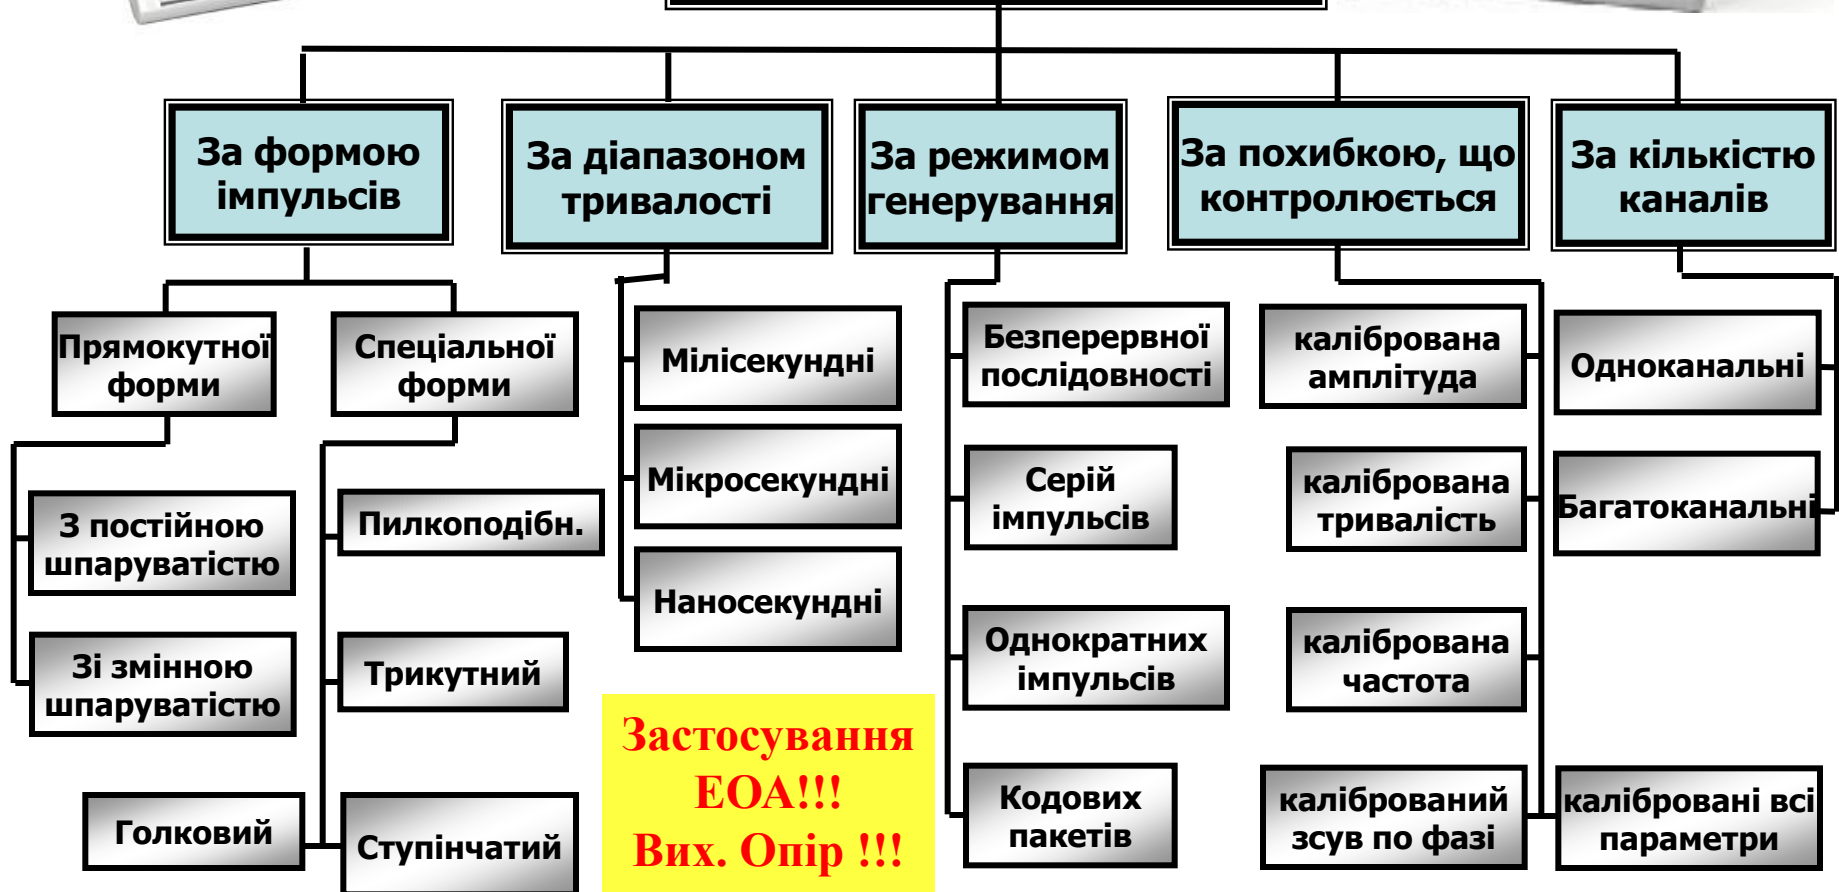 За формою
імпульсів
За діапазоном
тривалості
За режимом
генерування
За похибкою, що
контролюється
За кількістю
каналів
Прямокутної
форми
Спеціальної
форми
З постійною
шпаруватістю
Зі змінною
шпаруватістю
Пилкоподібн.
Трикутний
Голковий
Ступінчатий
Мілісекундні
Мікросекундні
Наносекундні
Безперервної
послідовності
Серій
імпульсів
Однократних
імпульсів
Кодових
пакетів
калібрована
амплітуда
калібрована
тривалість
калібрована
частота
калібрований
зсув по фазі
калібровані всі
параметри
Одноканальні
Багатоканальні
Застосування
ЕОА!!!
Вих. Опір !!!